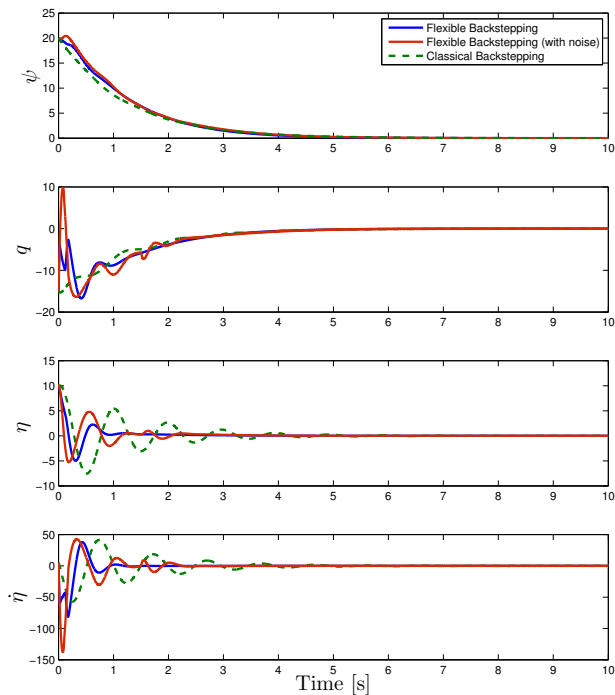 25
20
15
10
5
0
ψ
0 1 2 3 4 5 6 7 8 9 10
Flexible Backstepping
Flexible Backstepping (with noise)
Classical Backstepping
10
0
−10
−20
q
0 1 2 3 4 5 6 7 8 9 10
15
10
5
0
−5
−10
η
0 1 2 3 4 5 6 7 8 9 10
50
0
−50
−100
−150
η̇
0 1 2 3 4 5 6 7 8 9 10
Time [s]